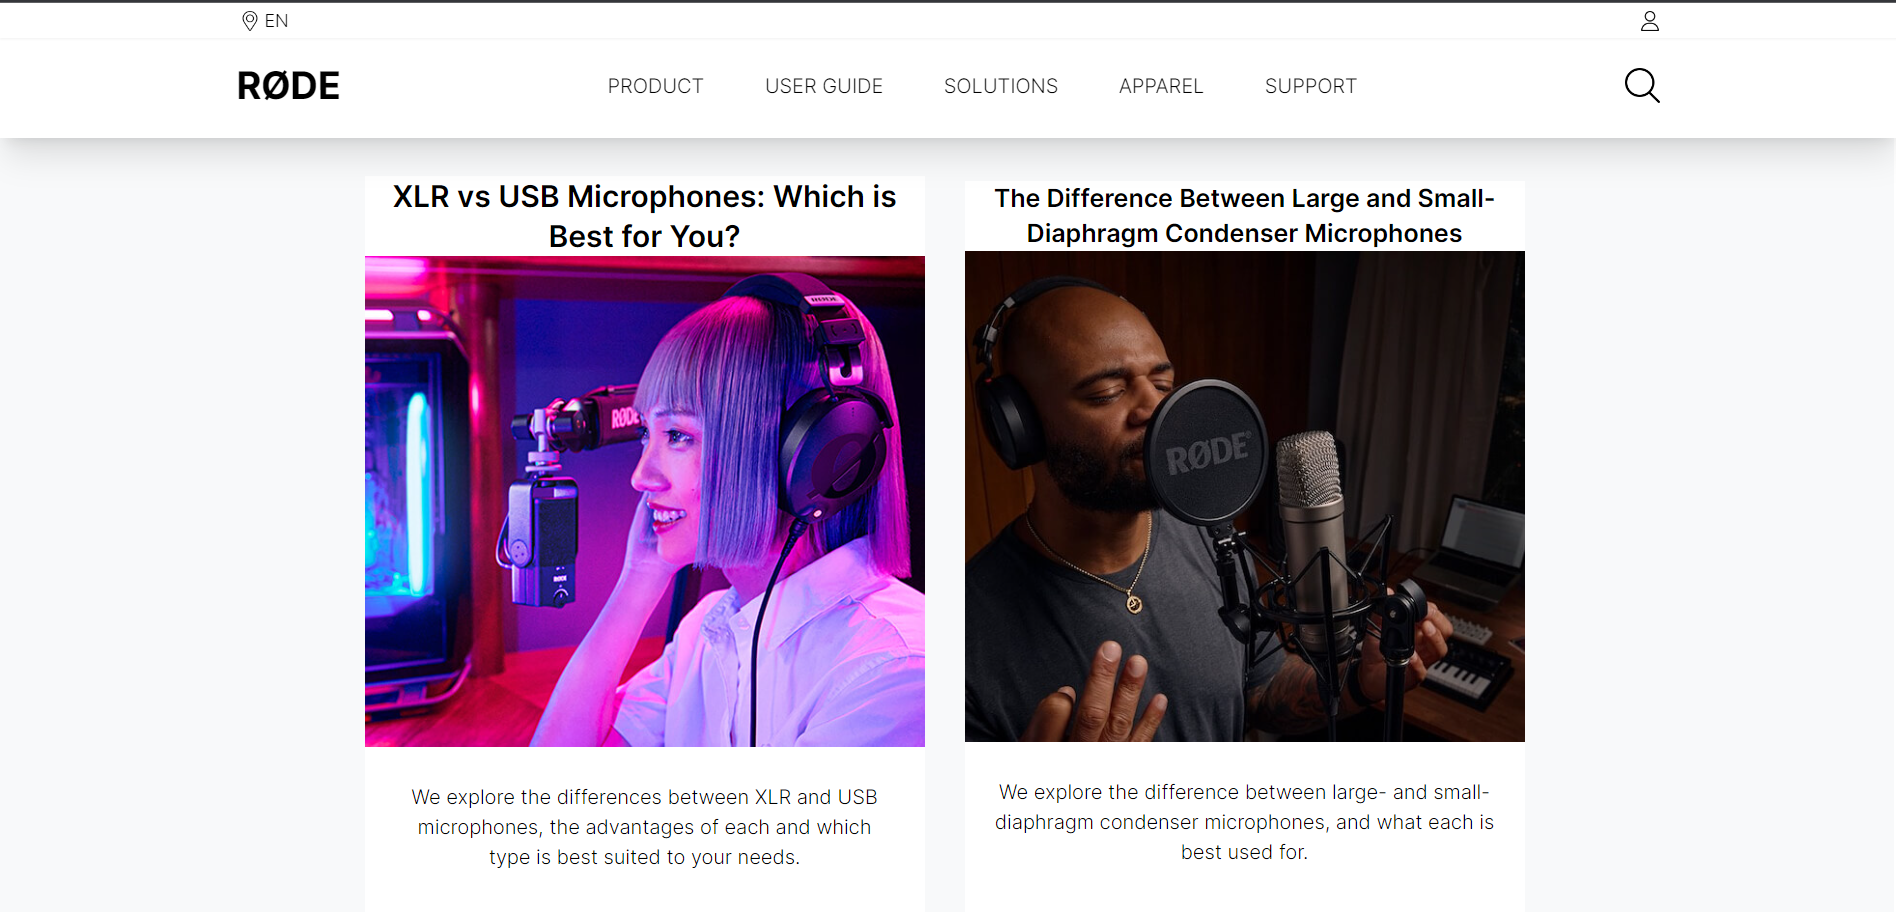 EN
RØDE
PRODUCT
USER GUIDE
SOLUTIONS
APPAREL
SUPPORT
XLR vs USB Microphones: Which is
Best for You?
RØDE
RØDE
RØDE
We explore the differences between XLR and USB
microphones, the advantages of each and which
type is best suited to your needs.
The Difference Between Large and Small-
Diaphragm Condenser Microphones
RØDE®
We explore the difference between large- and small-
diaphragm condenser microphones, and what each is
best used for.